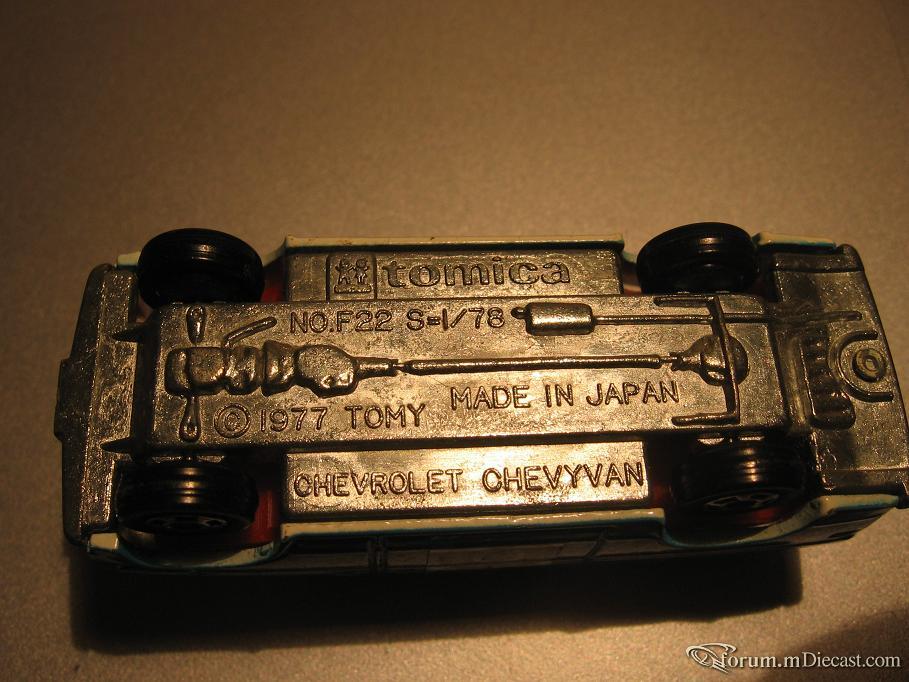 tomica
NO.F22 S=1/78
© 1977 TOMY MADE IN JAPAN
CHEVROLET CHEVYVAN
forum.mDiecast.com